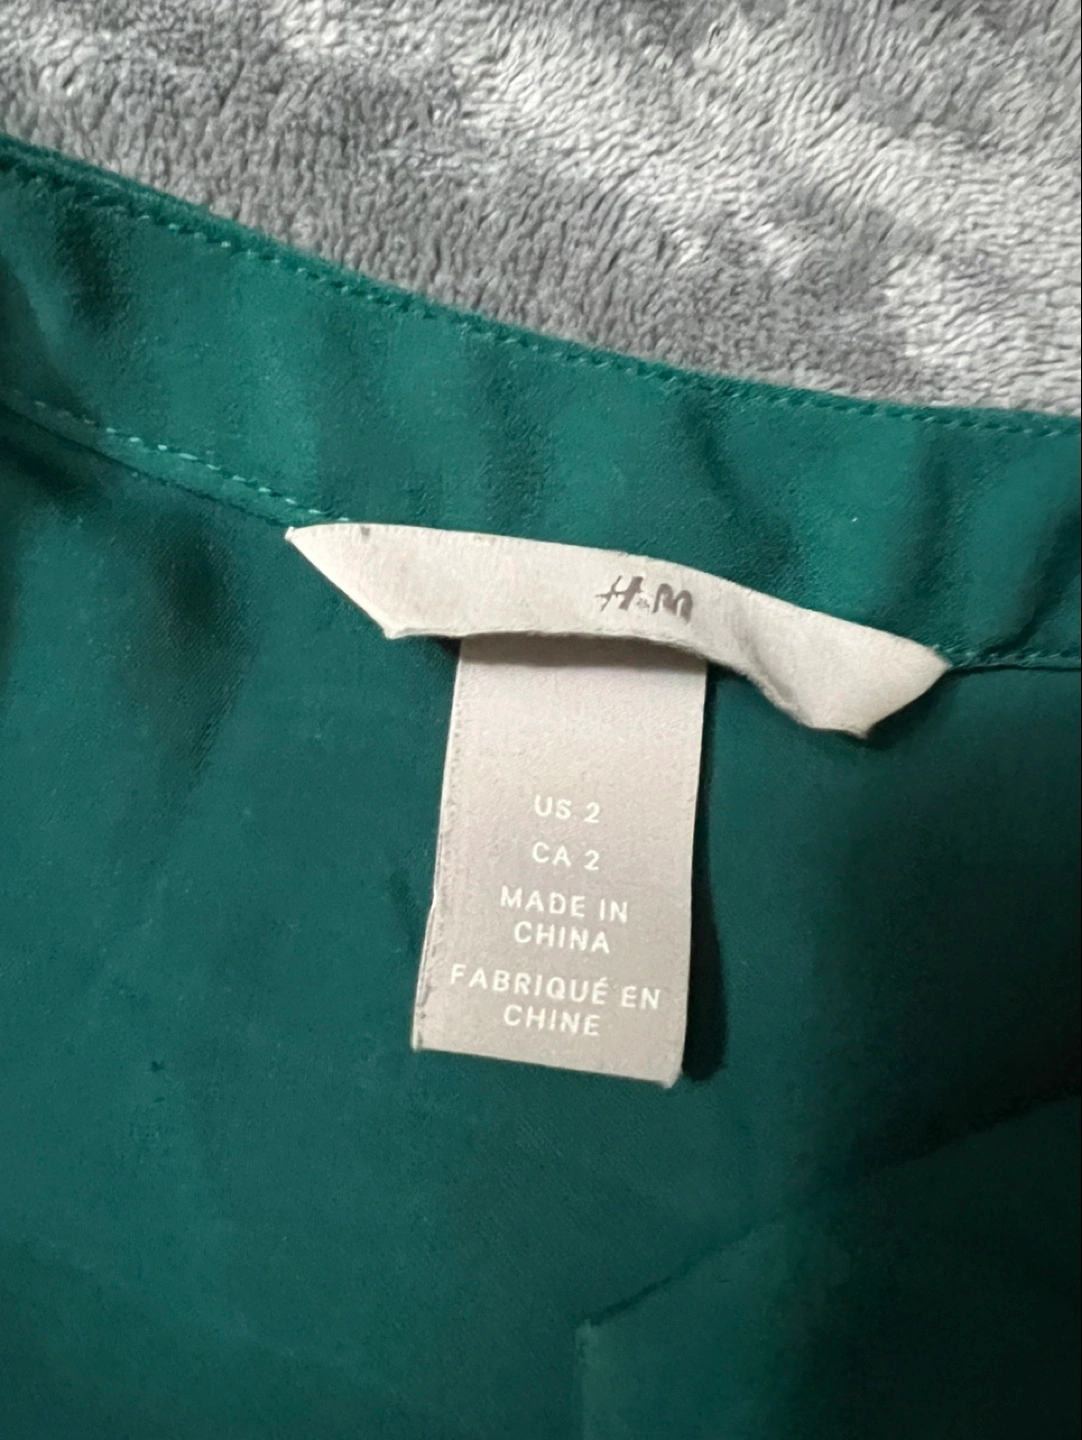 H&M
US 2
CA 2
MADE IN
CHINA
FABRIQUÉ EN
CHINE